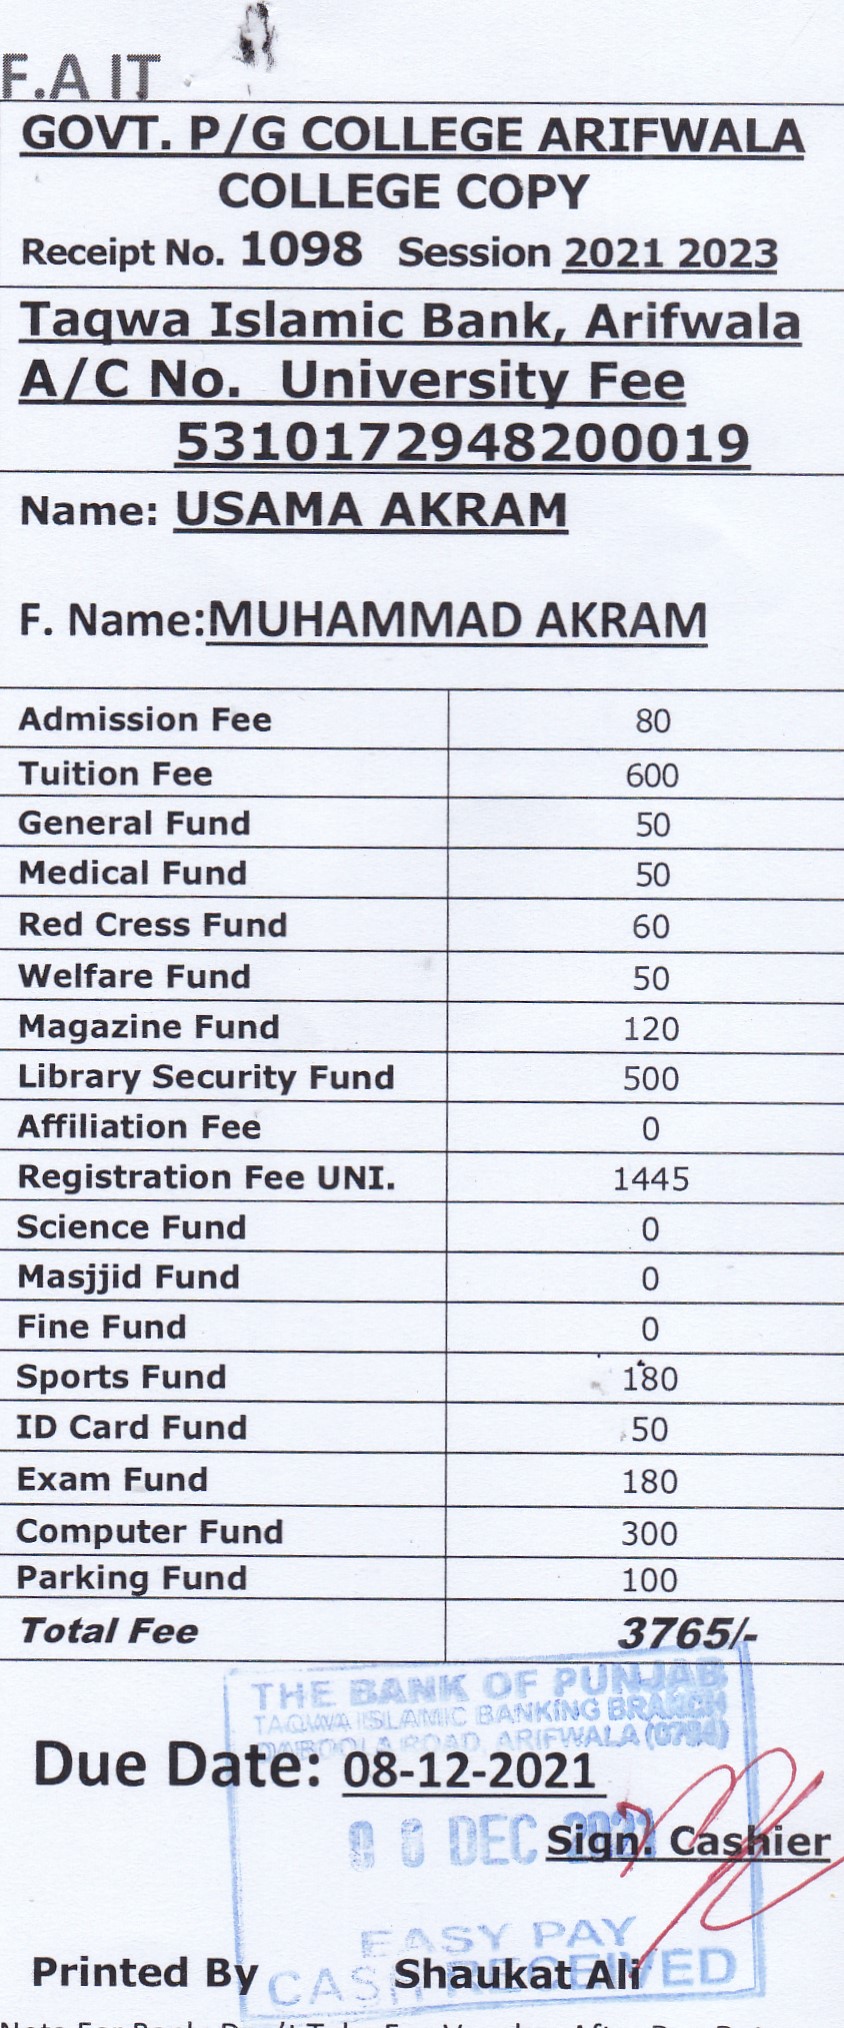 F.A IT
GOVT. P/G COLLEGE ARIFWALA
COLLEGE COPY
Receipt No. 1098 Session 2021 2023
Taqwa Islamic Bank, Arifwala
A/C No. University Fee
5310172948200019
Name: USAMA AKRAM
F. Name:MUHAMMAD AKRAM
Admission Fee 80
Tuition Fee 600
General Fund 50
Medical Fund 50
Red Cress Fund 60
Welfare Fund 50
Magazine Fund 120
Library Security Fund 500
Affiliation Fee 0
Registration Fee UNI. 1445
Science Fund 0
Masjjid Fund 0
Fine Fund 0
Sports Fund 180
ID Card Fund 50
Exam Fund 180
Computer Fund 300
Parking Fund 100
Total Fee 3765/-
THE BANK OF PUNJAB
TAQWA ISLAMIC BANKING BRANCH
ROAD, ARIFWALA
Due Date: 08-12-2021
DEC 2021
Sign. Cashier
EASY PAY
CASH RECEIVED
Printed By Shaukat Ali